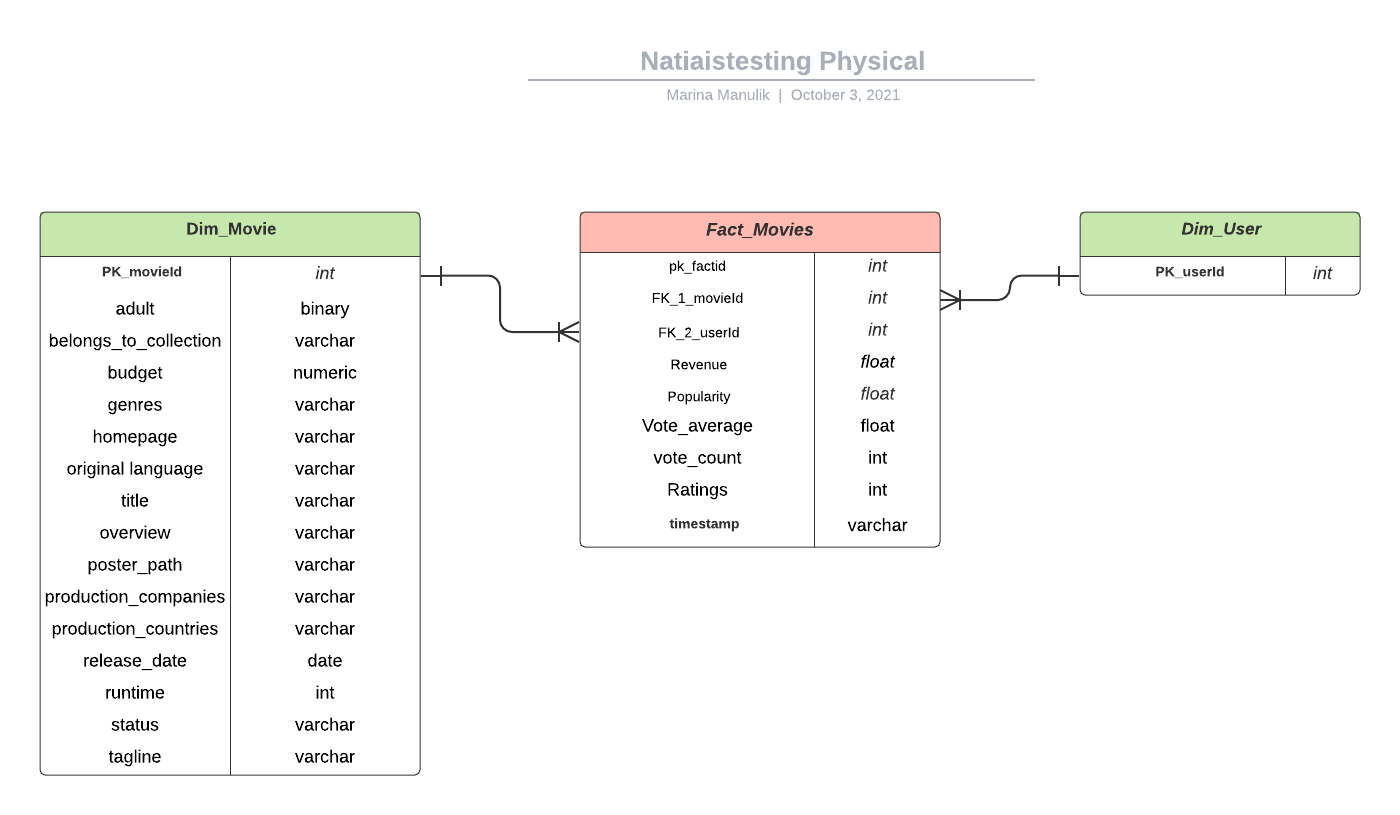 Natiaistesting Physical
Marina Manulik | October 3, 2021
Dim_Movie
PK_movieId int
adult binary
belongs_to_collection varchar
budget numeric
genres varchar
homepage varchar
original language varchar
title varchar
overview varchar
poster_path varchar
production_companies varchar
production_countries varchar
release_date date
runtime int
status varchar
tagline varchar
Fact_Movies
pk_factid int
FK_1_movieId int
FK_2_userId int
Revenue float
Popularity float
Vote_average float
vote_count int
Ratings int
timestamp varchar
Dim_User
PK_userId int